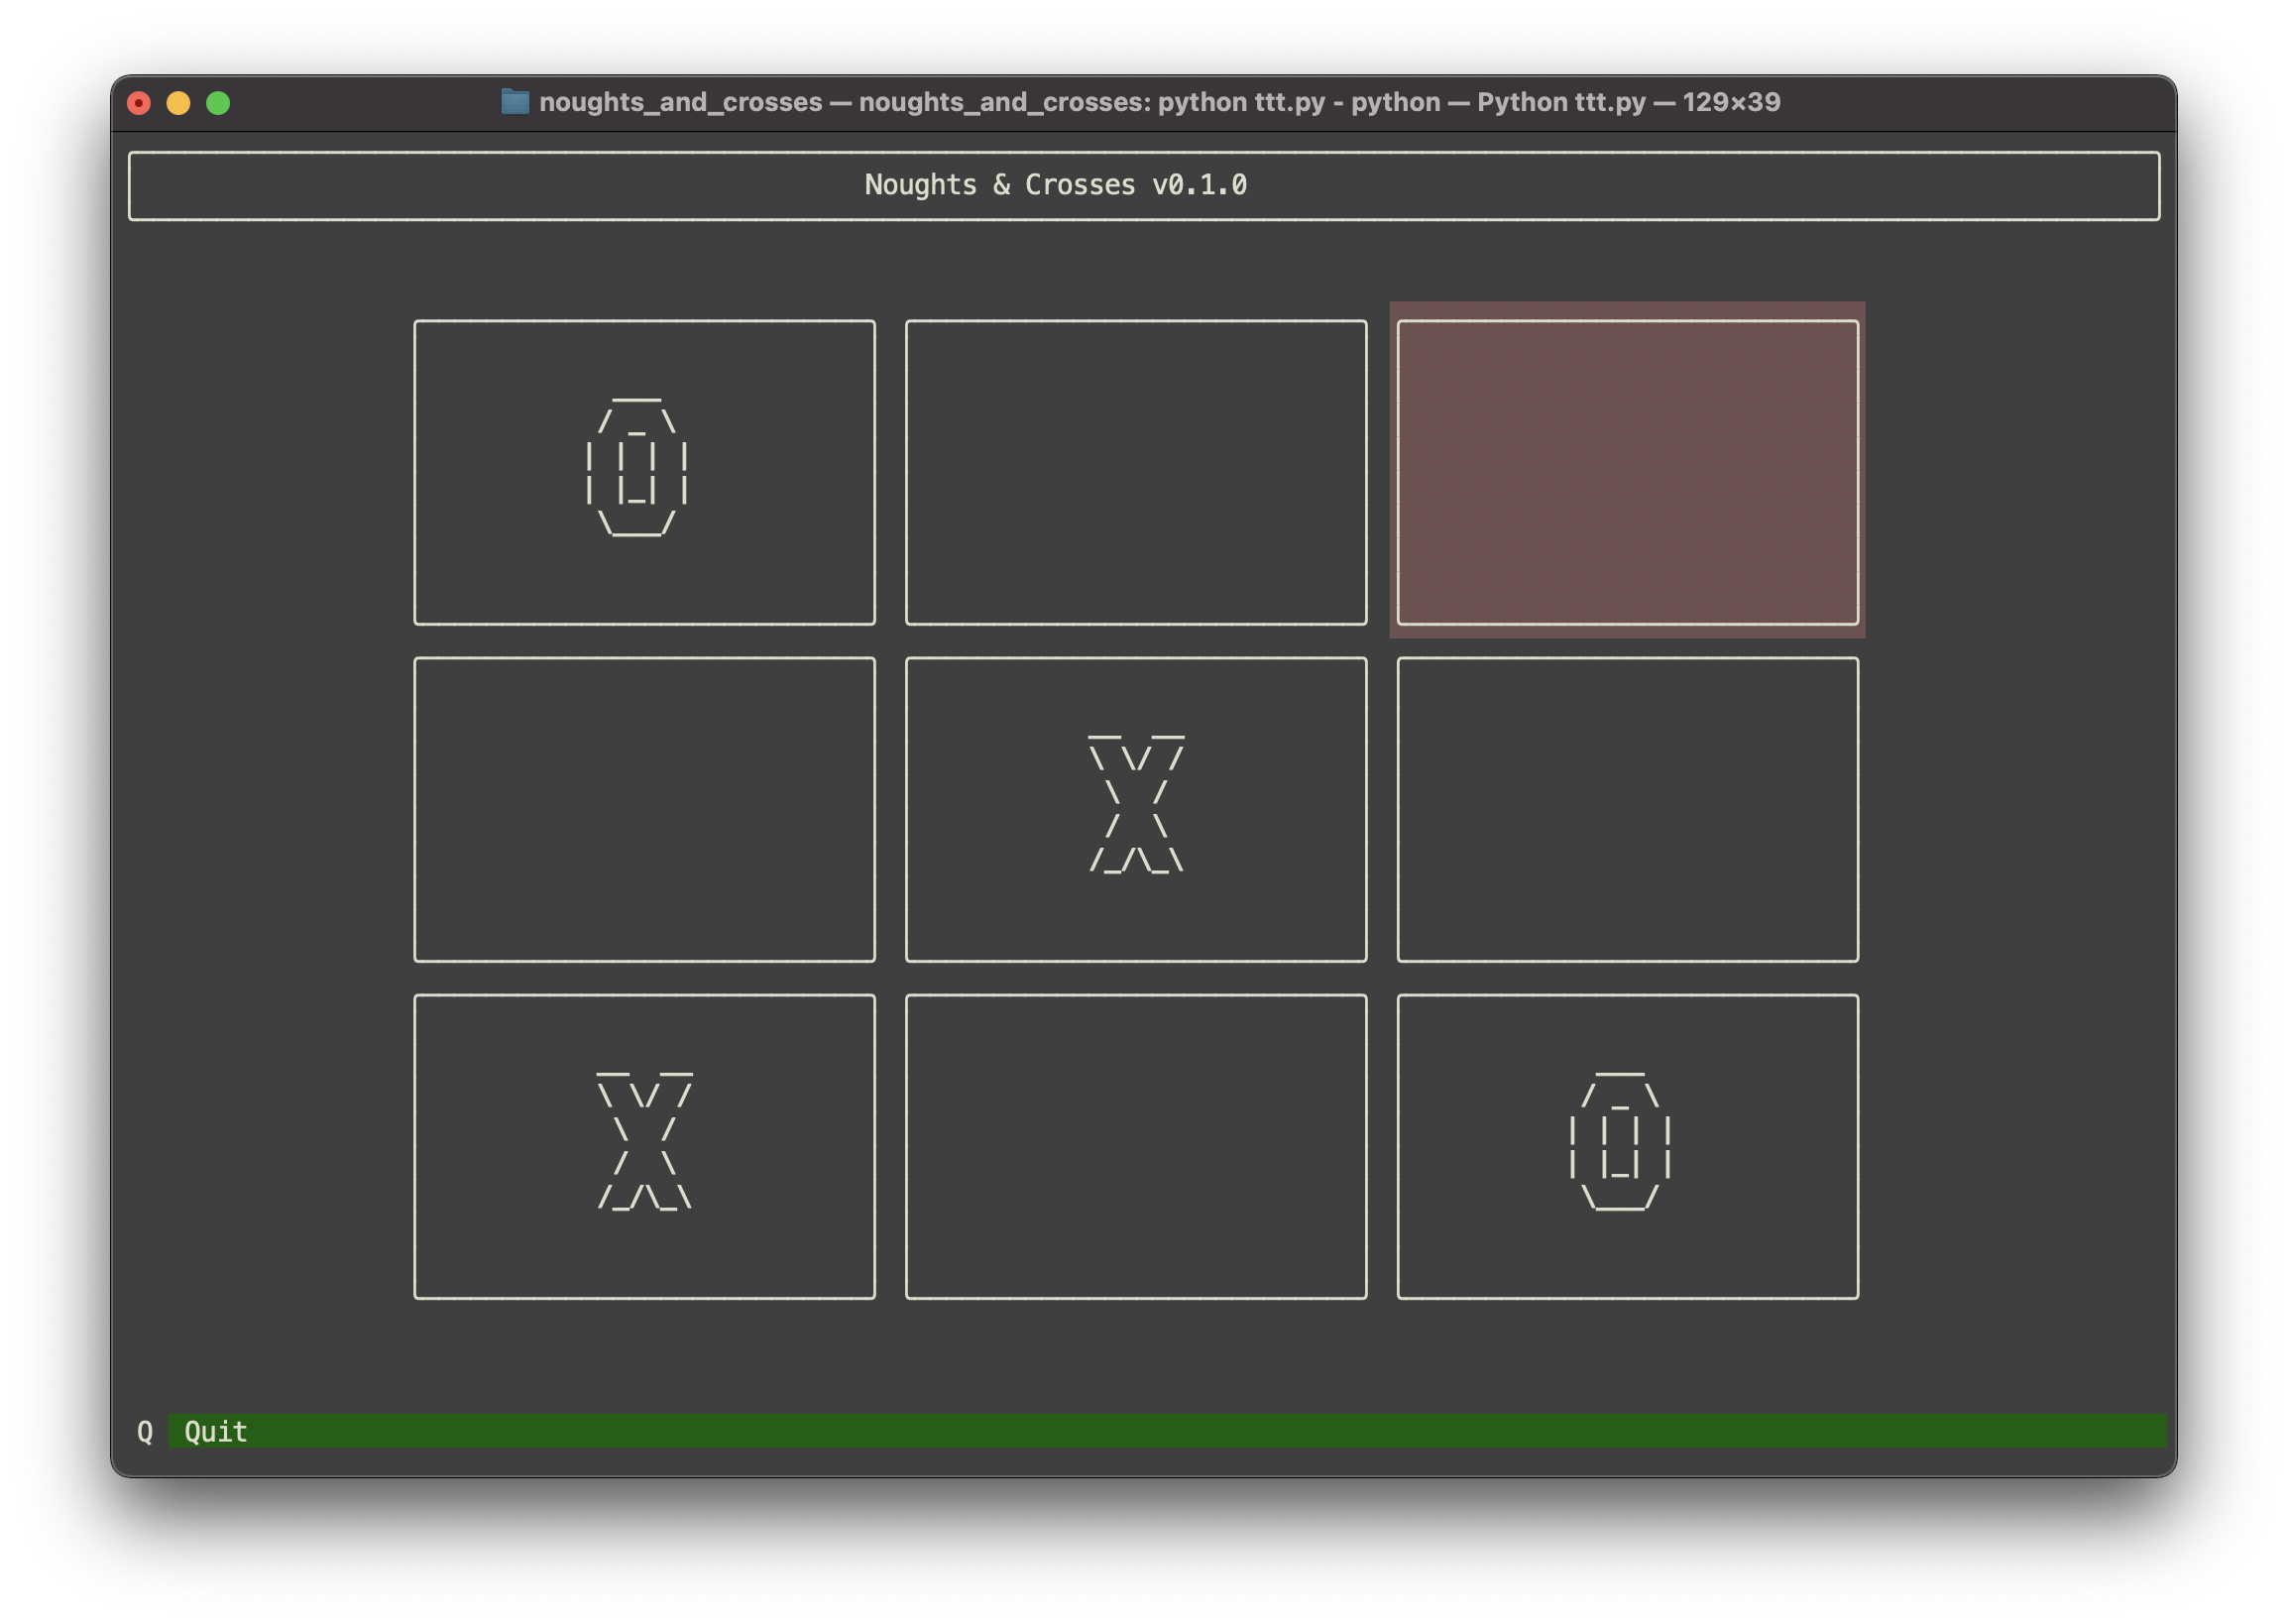 noughts_and_crosses — noughts_and_crosses: python ttt.py - python — Python ttt.py — 129×39
Noughts & Crosses v0.1.0
O
X
X O
Q Quit